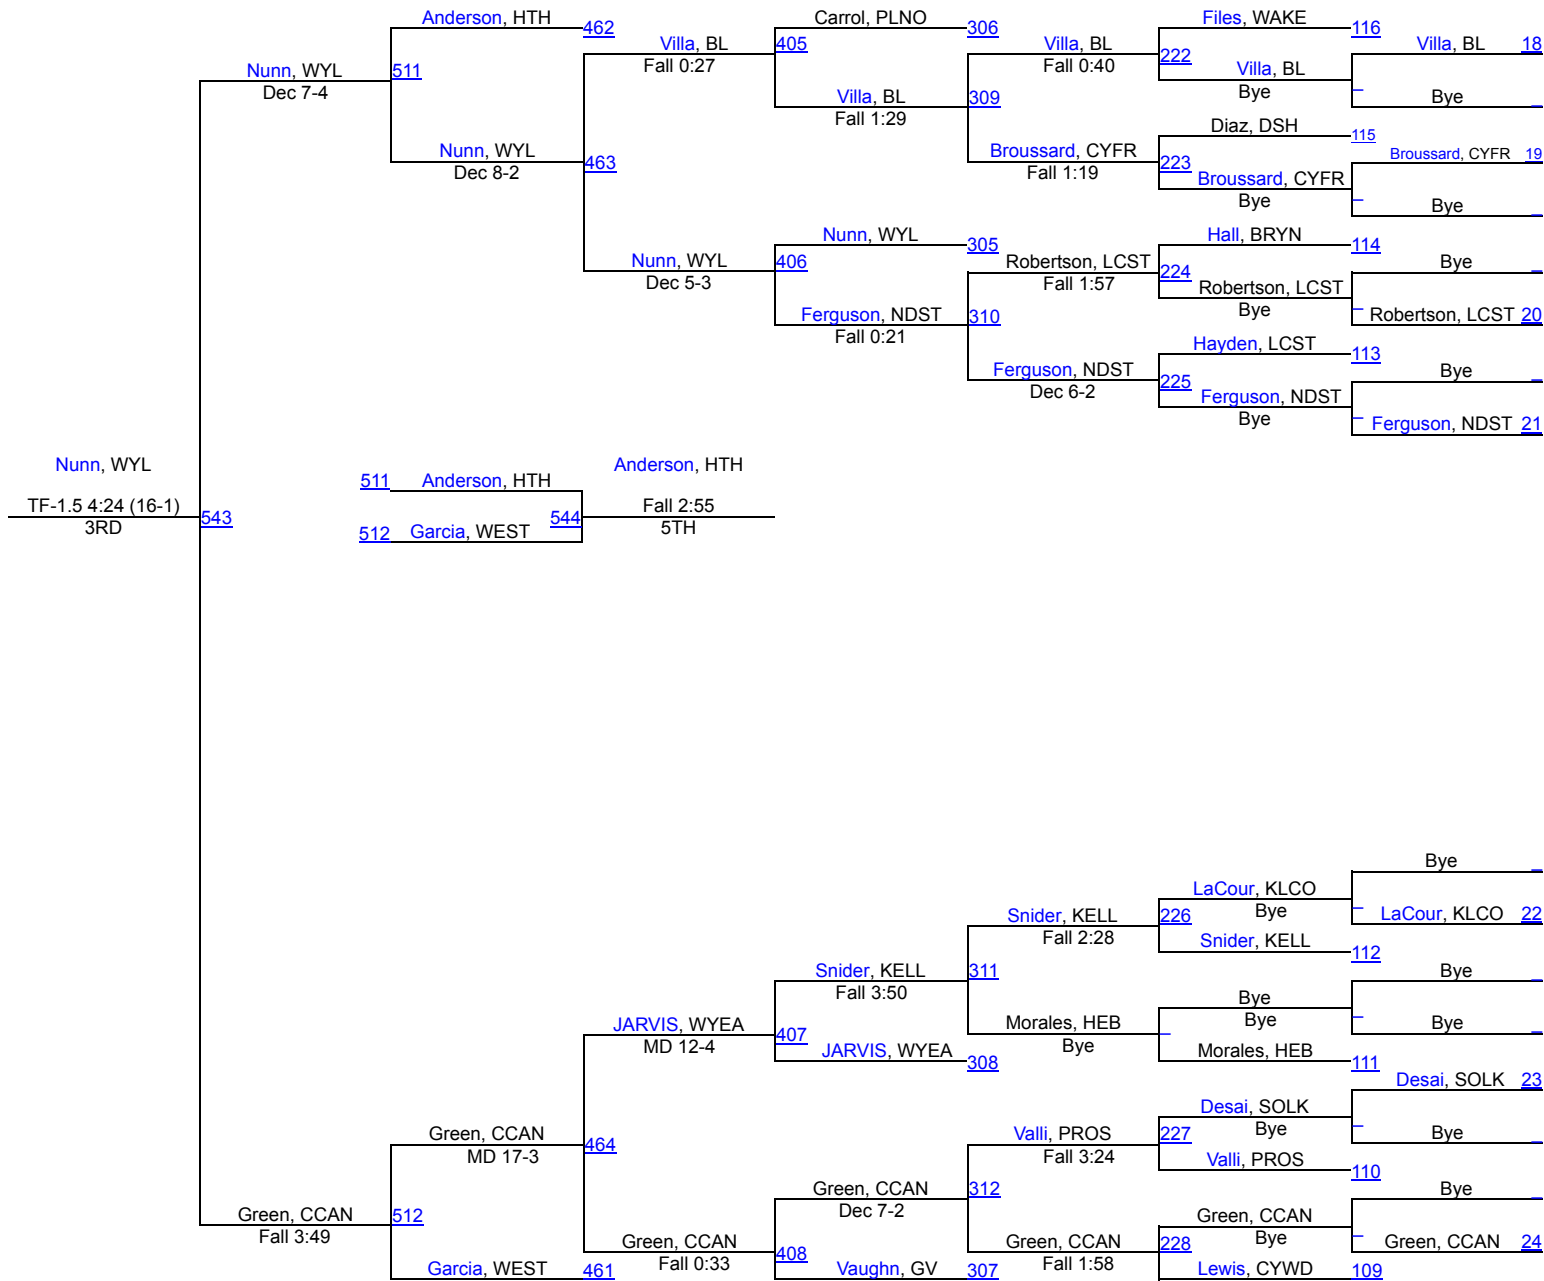 Anderson, HTH
462
Carrol, PLNO
306
Files, WAKE
116
Villa, BL
405
Villa, BL
222
Villa, BL 18
Fall 0:27
Fall 0:40
Nunn, WYL
511
Villa, BL
Dec 7-4
Villa, BL
309
Bye
_
Bye
_
Fall 1:29
Diaz, DSH
115
Nunn, WYL
463
Broussard, CYFR
223
Broussard, CYFR 19
Dec 8-2
Fall 1:19
Broussard, CYFR
Bye
_
Bye
_
Nunn, WYL
305
Hall, BRYN
114
Nunn, WYL
406
Robertson, LCST
224
Bye
_
Dec 5-3
Fall 1:57
Robertson, LCST
Ferguson, NDST
310
Bye
_
Robertson, LCST 20
Fall 0:21
Hayden, LCST
113
Ferguson, NDST
225
Bye
_
Dec 6-2
Ferguson, NDST
Bye
_
Ferguson, NDST 21
Nunn, WYL
Anderson, HTH
511
Anderson, HTH
TF-1.5 4:24 (16-1)
543
544
Fall 2:55
3RD
512
Garcia, WEST
5TH
Bye
_
LaCour, KLCO
Snider, KELL
226
Bye
_
LaCour, KLCO 22
Fall 2:28
Snider, KELL
112
Snider, KELL
311
Bye
_
Fall 3:50
Bye
JARVIS, WYEA
407
Morales, HEB
_
Bye
_
Bye
_
MD 12-4
JARVIS, WYEA
308
Bye
Morales, HEB
111
Desai, SOLK 23
Desai, SOLK
Green, CCAN
464
Valli, PROS
227
Bye
_
Bye
_
MD 17-3
Fall 3:24
Valli, PROS
110
Green, CCAN
312
Bye
_
Green, CCAN
512
Dec 7-2
Green, CCAN
Fall 3:49
Green, CCAN
408
Green, CCAN
228
Bye
_
Green, CCAN 24
Garcia, WEST
461
Fall 0:33
Vaughn, GV
307
Fall 1:58
Lewis, CYWD
109